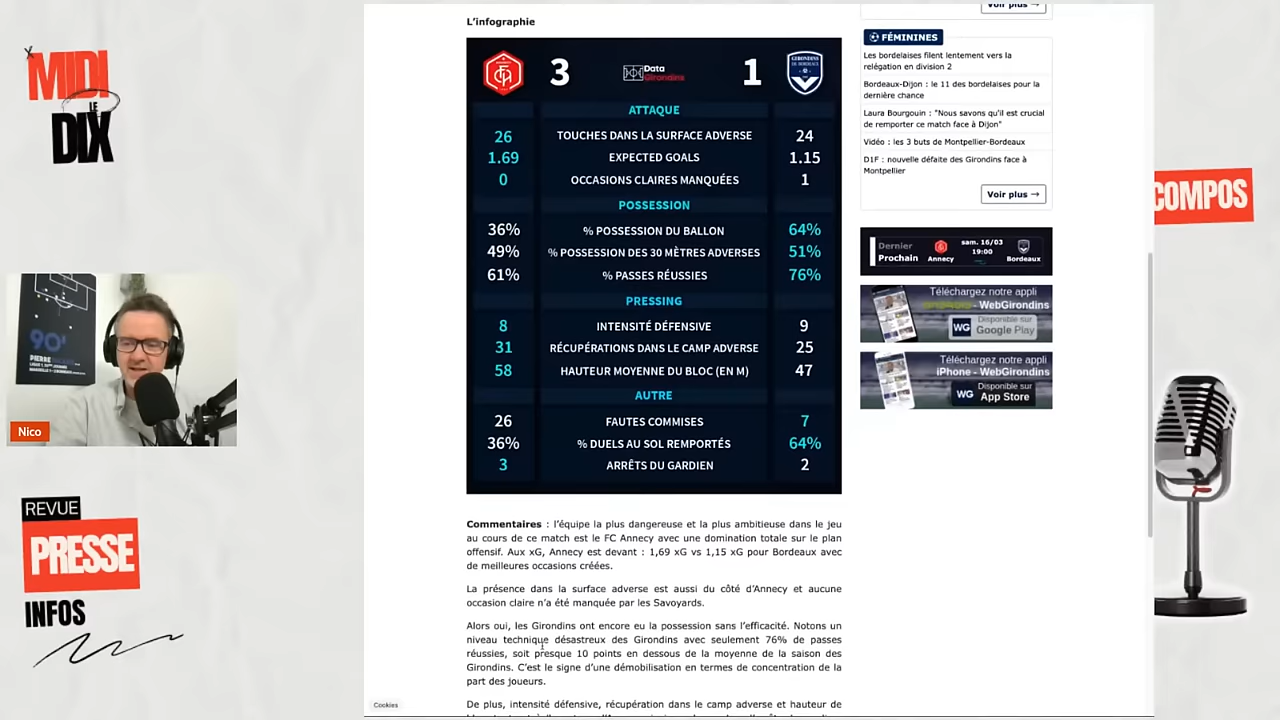 MIDI
LE
DIX
90'
Nico
REVUE
PRESSE
INFOS
COMPOS
L'infographie
3
Data
Girondins
1
GIRONDINS
ATTAQUE
26 TOUCHES DANS LA SURFACE ADVERSE 24
1.69 EXPECTED GOALS 1.15
0 OCCASIONS CLAIRES MANQUÉES 1
POSSESSION
36% % POSSESSION DU BALLON 64%
49% % POSSESSION DES 30 MÈTRES ADVERSES 51%
61% % PASSES RÉUSSIES 76%
PRESSING
8 INTENSITÉ DÉFENSIVE 9
31 RÉCUPÉRATIONS DANS LE CAMP ADVERSE 25
58 HAUTEUR MOYENNE DU BLOC (EN M) 47
AUTRE
26 FAUTES COMMISES 7
36% % DUELS AU SOL REMPORTÉS 64%
3 ARRÊTS DU GARDIEN 2
Commentaires : l'équipe la plus dangereuse et la plus ambitieuse dans le jeu
au cours de ce match est le FC Annecy avec une domination totale sur le plan
offensif. Aux xG, Annecy est devant : 1,69 xG vs 1,15 xG pour Bordeaux avec
de meilleures occasions créées.
La présence dans la surface adverse est aussi du côté d'Annecy et aucune
occasion claire n'a été manquée par les Savoyards.
Alors oui, les Girondins ont encore eu la possession sans l'efficacité. Notons un
niveau technique désastreux des Girondins avec seulement 76% de passes
réussies, soit presque 10 points en dessous de la moyenne de la saison des
Girondins. C'est le signe d'une démobilisation en termes de concentration de la
part des joueurs.
De plus, intensité défensive, récupération dans le camp adverse et hauteur de
Cookies
Voir plus →
FÉMININES
Les bordelaises filent lentement vers la
relégation en division 2
Bordeaux-Dijon : le 11 des bordelaises pour la
dernière chance
Laura Bourgouin : "Nous savons qu'il est crucial
de remporter ce match face à Dijon"
Vidéo : les 3 buts de Montpellier-Bordeaux
D1F : nouvelle défaite des Girondins face à
Montpellier
Voir plus →
Dernier
Prochain
Annecy
sam. 16/03
19:00
Bordeaux
Téléchargez notre appli
ANDROID - WebGirondins
WG
Disponible sur
Google Play
Téléchargez notre appli
iPhone - WebGirondins
WG
Disponible sur
App Store